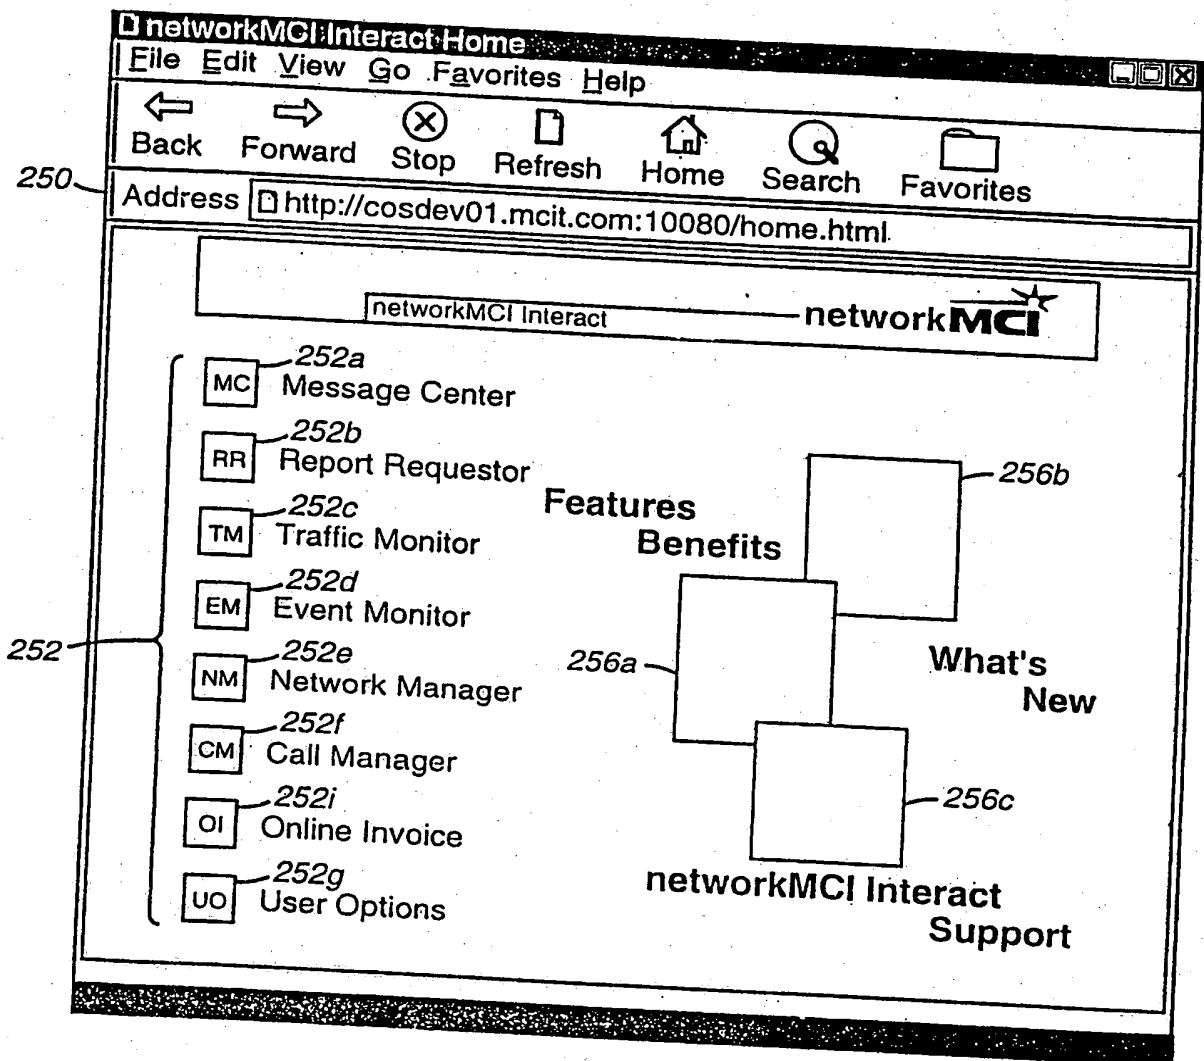 networkMCI Interact Home
File Edit View Go Favorites Help
Back Forward Stop Refresh Home Search Favorites
250
Address http://cosdev01.mcit.com:10080/home.html
networkMCI Interact networkMCI
252a
MC Message Center
252b
RR Report Requestor
252c
TM Traffic Monitor
252d
EM Event Monitor
252
252e
NM Network Manager
252f
CM Call Manager
252i
OI Online Invoice
252g
UO User Options
Features
Benefits
256b
256a
What's
New
256c
networkMCI Interact
Support